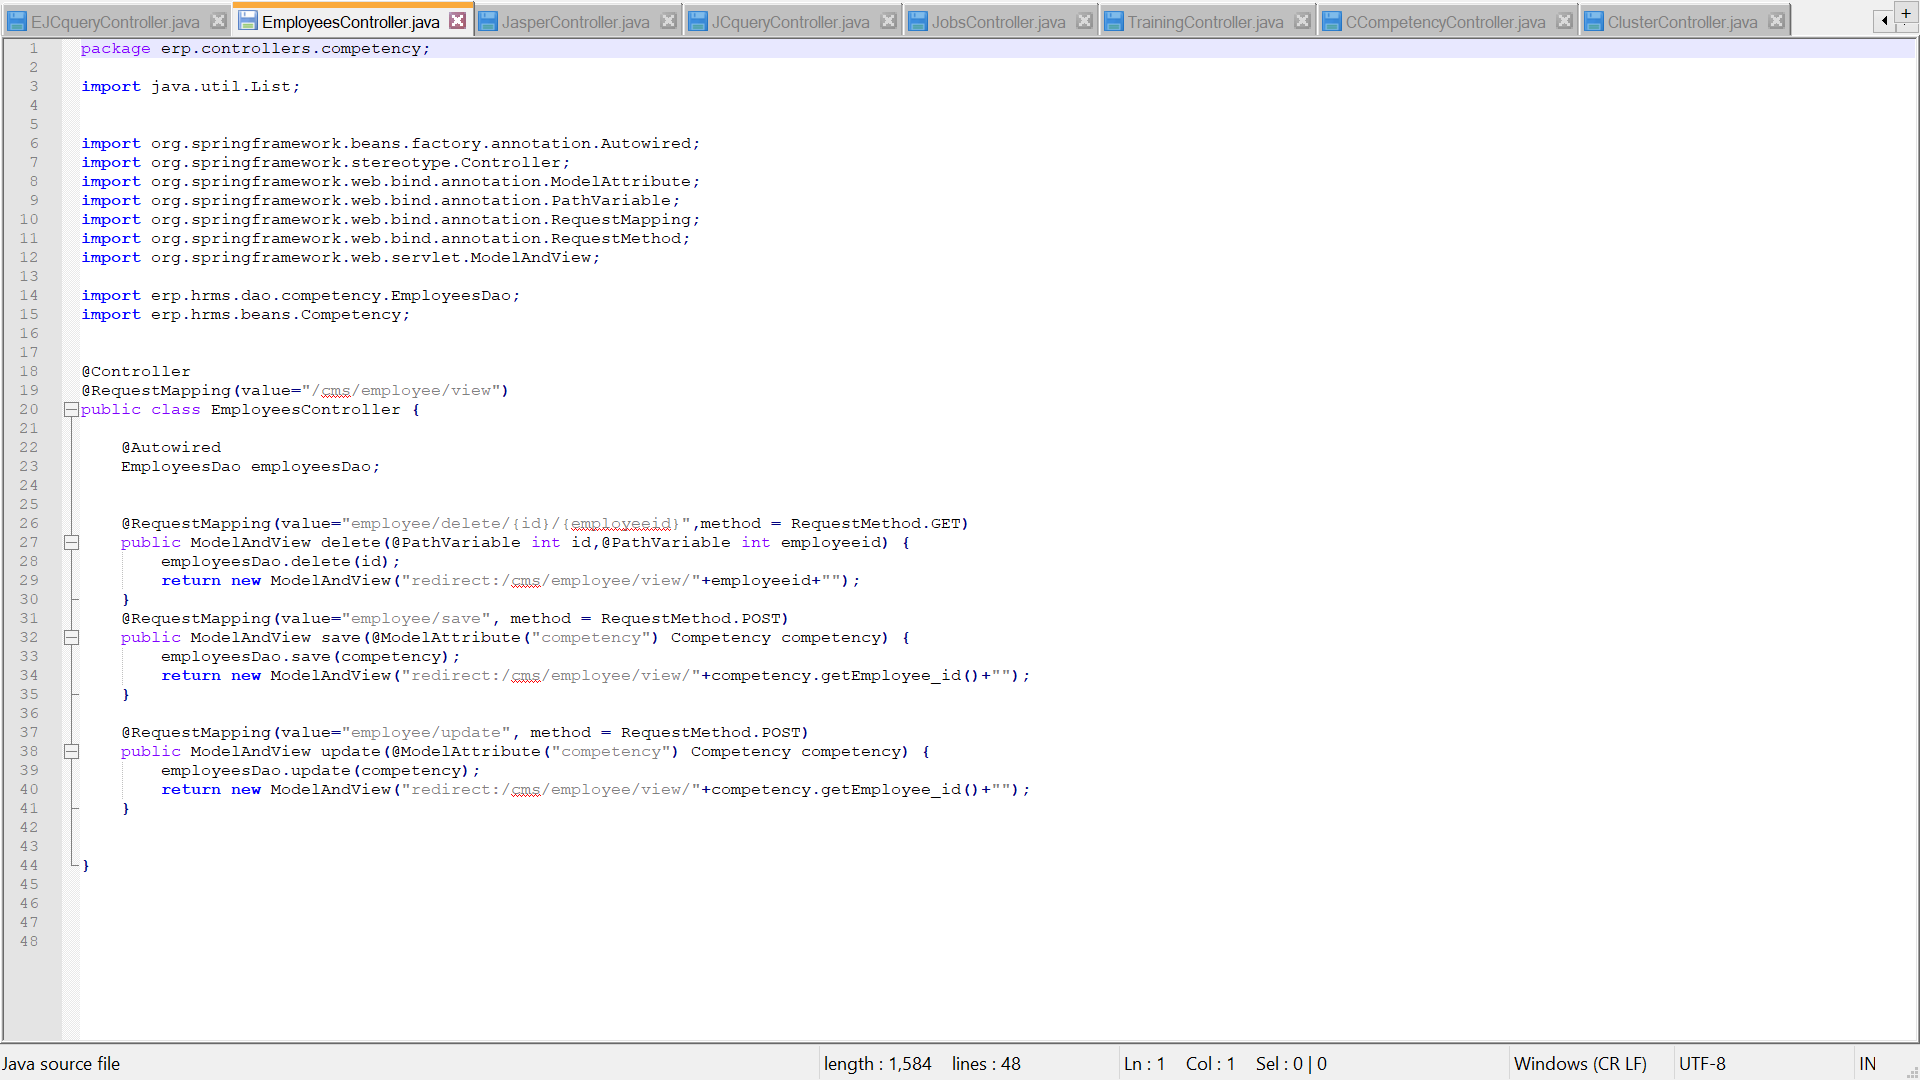 EJCqueryController.java EmployeesController.java JasperController.java JCqueryController.java JobsController.java TrainingController.java CCompetencyController.java ClusterController.java
1 package erp.controllers.competency;
2
3 import java.util.List;
4
5
6 import org.springframework.beans.factory.annotation.Autowired;
7 import org.springframework.stereotype.Controller;
8 import org.springframework.web.bind.annotation.ModelAttribute;
9 import org.springframework.web.bind.annotation.PathVariable;
10 import org.springframework.web.bind.annotation.RequestMapping;
11 import org.springframework.web.bind.annotation.RequestMethod;
12 import org.springframework.web.servlet.ModelAndView;
13
14 import erp.hrms.dao.competency.EmployeesDao;
15 import erp.hrms.beans.Competency;
16
17
18 @Controller
19 @RequestMapping(value="/cms/employee/view")
20 public class EmployeesController {
21
22 @Autowired
23 EmployeesDao employeesDao;
24
25
26 @RequestMapping(value="employee/delete/{id}/{employeeid}",method = RequestMethod.GET)
27 public ModelAndView delete(@PathVariable int id,@PathVariable int employeeid) {
28 employeesDao.delete(id);
29 return new ModelAndView("redirect:/cms/employee/view/"+employeeid+"");
30 }
31 @RequestMapping(value="employee/save", method = RequestMethod.POST)
32 public ModelAndView save(@ModelAttribute("competency") Competency competency) {
33 employeesDao.save(competency);
34 return new ModelAndView("redirect:/cms/employee/view/"+competency.getEmployee_id()+"");
35 }
36
37 @RequestMapping(value="employee/update", method = RequestMethod.POST)
38 public ModelAndView update(@ModelAttribute("competency") Competency competency) {
39 employeesDao.update(competency);
40 return new ModelAndView("redirect:/cms/employee/view/"+competency.getEmployee_id()+"");
41 }
42
43
44 }
45
46
47
48
Java source file length : 1,584 lines : 48 Ln : 1 Col : 1 Sel : 0 | 0 Windows (CR LF) UTF-8 IN